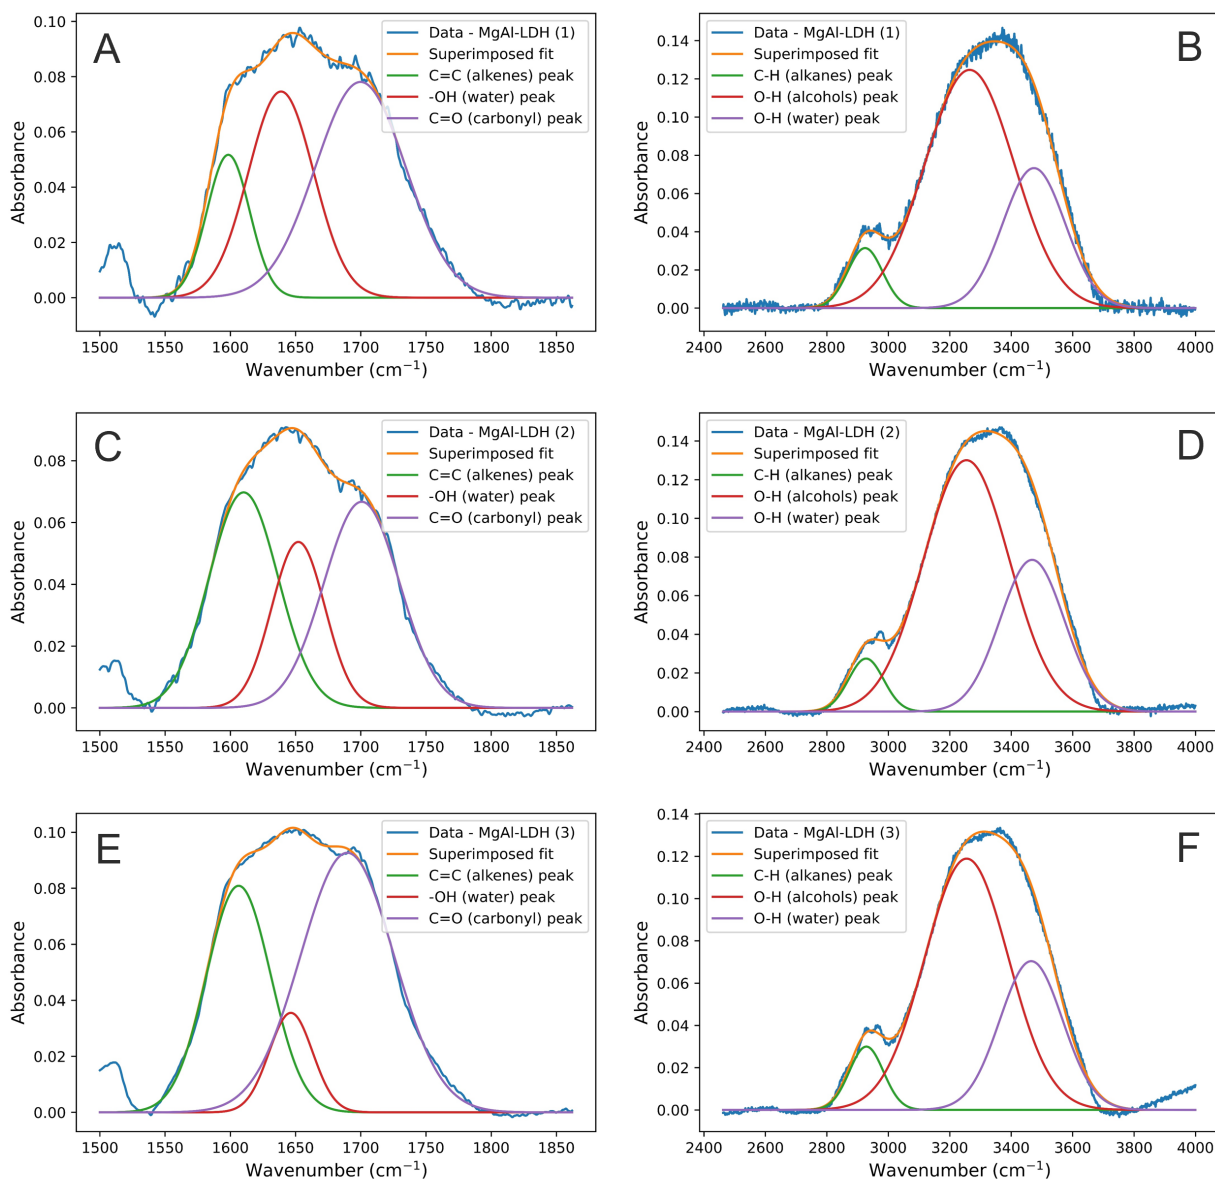 A
Data - MgAl-LDH (1)
Superimposed fit
C=C (alkenes) peak
-OH (water) peak
C=O (carbonyl) peak
Absorbance
0.10
0.08
0.06
0.04
0.02
0.00
1500 1550 1600 1650 1700 1750 1800 1850
Wavenumber (cm⁻¹)
B
Data - MgAl-LDH (1)
Superimposed fit
C-H (alkanes) peak
O-H (alcohols) peak
O-H (water) peak
Absorbance
0.14
0.12
0.10
0.08
0.06
0.04
0.02
0.00
2400 2600 2800 3000 3200 3400 3600 3800 4000
Wavenumber (cm⁻¹)
C
Data - MgAl-LDH (2)
Superimposed fit
C=C (alkenes) peak
-OH (water) peak
C=O (carbonyl) peak
Absorbance
0.08
0.06
0.04
0.02
0.00
1500 1550 1600 1650 1700 1750 1800 1850
Wavenumber (cm⁻¹)
D
Data - MgAl-LDH (2)
Superimposed fit
C-H (alkanes) peak
O-H (alcohols) peak
O-H (water) peak
Absorbance
0.14
0.12
0.10
0.08
0.06
0.04
0.02
0.00
2400 2600 2800 3000 3200 3400 3600 3800 4000
Wavenumber (cm⁻¹)
E
Data - MgAl-LDH (3)
Superimposed fit
C=C (alkenes) peak
-OH (water) peak
C=O (carbonyl) peak
Absorbance
0.10
0.08
0.06
0.04
0.02
0.00
1500 1550 1600 1650 1700 1750 1800 1850
Wavenumber (cm⁻¹)
F
Data - MgAl-LDH (3)
Superimposed fit
C-H (alkanes) peak
O-H (alcohols) peak
O-H (water) peak
Absorbance
0.14
0.12
0.10
0.08
0.06
0.04
0.02
0.00
2400 2600 2800 3000 3200 3400 3600 3800 4000
Wavenumber (cm⁻¹)